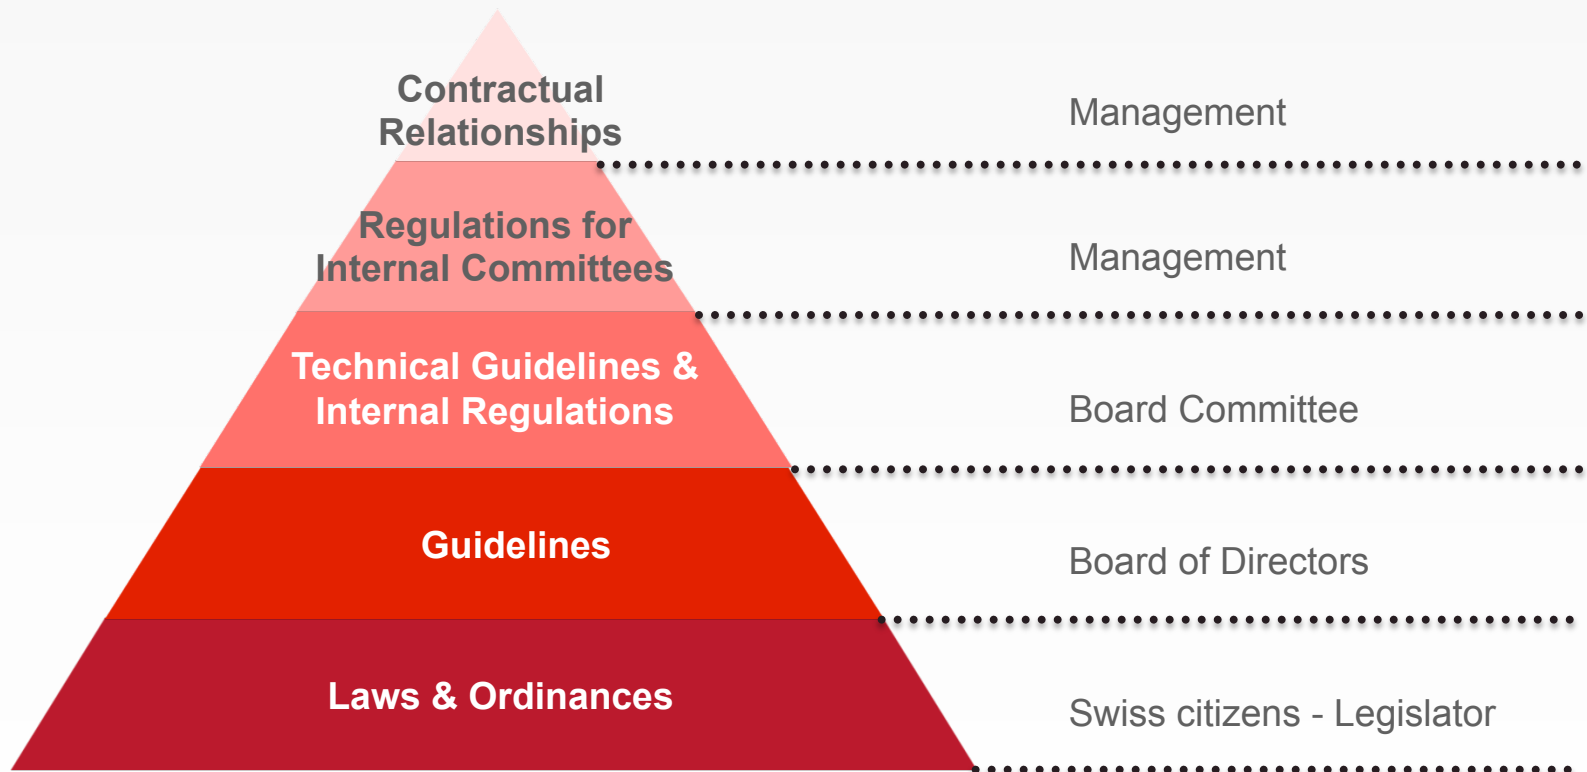 Contractual
Relationships
Management
Regulations for
Internal Committees
Management
Technical Guidelines &
Internal Regulations
Board Committee
Guidelines
Board of Directors
Laws & Ordinances
Swiss citizens - Legislator